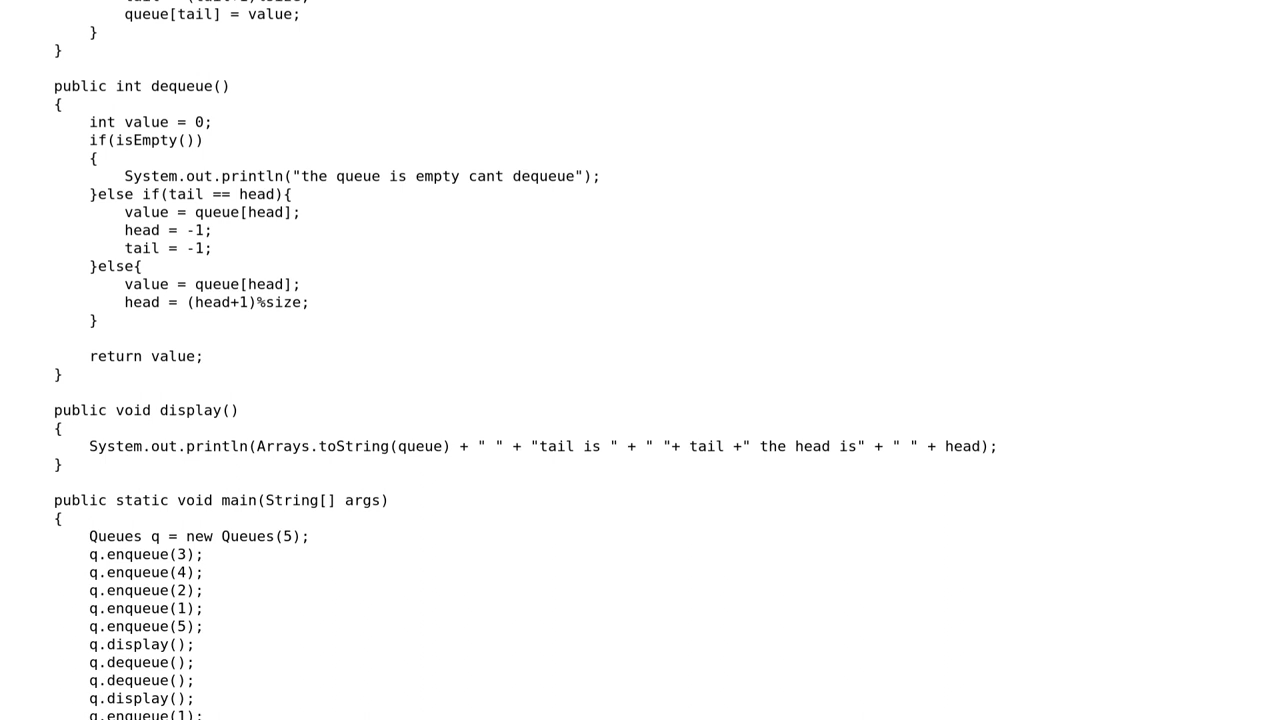 queue[tail] = value;
}
}
public int dequeue()
{
int value = 0;
if(isEmpty())
{
System.out.println("the queue is empty cant dequeue");
}else if(tail == head){
value = queue[head];
head = -1;
tail = -1;
}else{
value = queue[head];
head = (head+1)%size;
}
return value;
}
public void display()
{
System.out.println(Arrays.toString(queue) + " " + "tail is " + " "+ tail +" the head is" + " " + head);
}
public static void main(String[] args)
{
Queues q = new Queues(5);
q.enqueue(3);
q.enqueue(4);
q.enqueue(2);
q.enqueue(1);
q.enqueue(5);
q.display();
q.dequeue();
q.dequeue();
q.display();
q.enqueue(1);